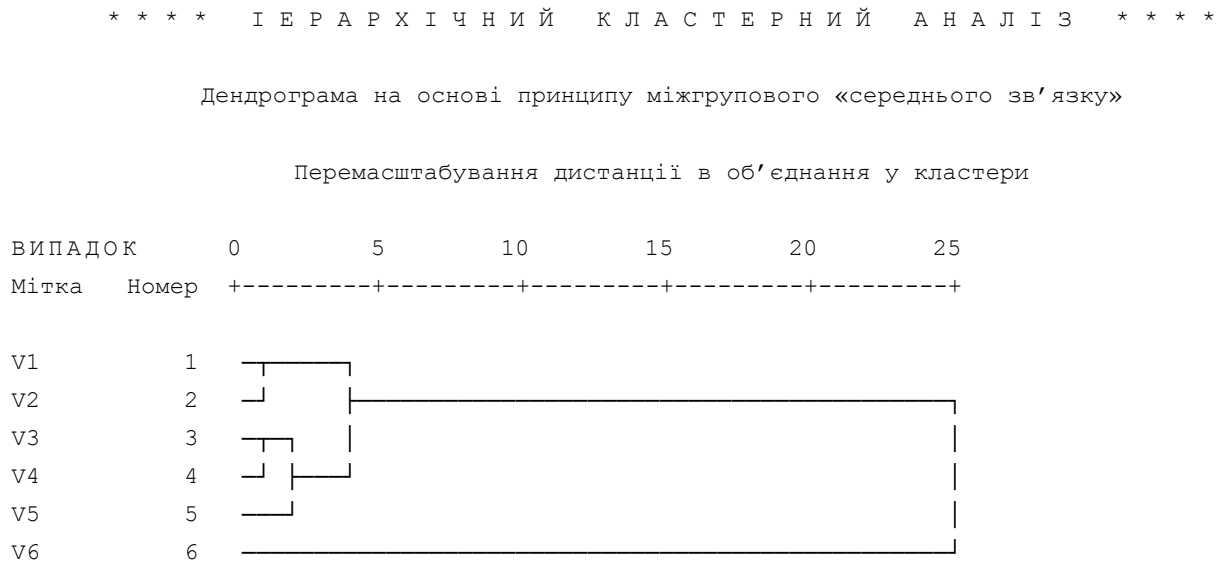 * * * *   І Е Р А Р Х І Ч Н И Й   К Л А С Т Е Р Н И Й   А Н А Л І З   * * * *
Дендрограма на основі принципу міжгрупового «середнього зв’язку»
Перемасштабування дистанції в об’єднання у кластери
ВИПАДОК 0 5 10 15 20 25
Мітка Номер +---------+---------+---------+---------+---------+
V1 1
V2 2
V3 3
V4 4
V5 5
V6 6